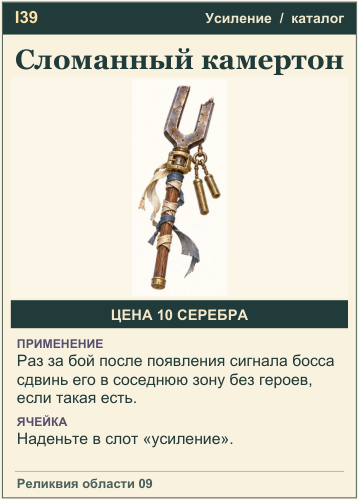 I39
Усиление / каталог
Сломанный камертон
ЦЕНА 10 СЕРЕБРА
ПРИМЕНЕНИЕ
Раз за бой после появления сигнала босса
сдвинь его в соседнюю зону без героев,
если такая есть.
ЯЧЕЙКА
Наденьте в слот «усиление».
Реликвия области 09